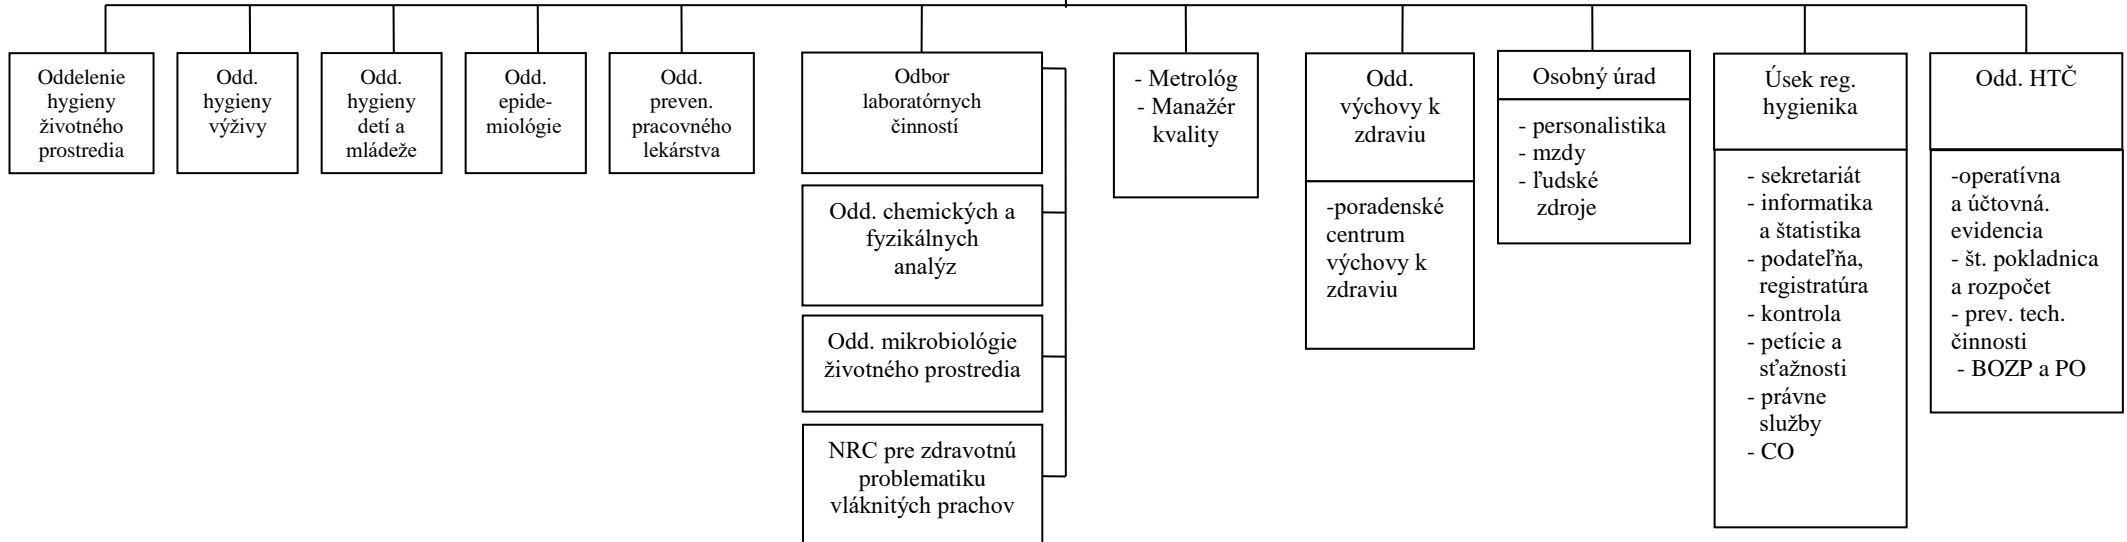 Oddelenie
hygieny
životného
prostredia
Odd.
hygieny
výživy
Odd.
hygieny
detí a
mládeže
Odd.
epide-
miológie
Odd.
preven.
pracovného
lekárstva
Odbor
laboratórnych
činností
Odd. chemických a
fyzikálnych
analýz
Odd. mikrobiológie
životného prostredia
NRC pre zdravotnú
problematiku
vláknitých prachov
- Metrológ
- Manažér
kvality
Odd.
výchovy k
zdraviu
-poradenské
centrum
výchovy k
zdraviu
Osobný úrad
- personalistika
- mzdy
- ľudské
zdroje
Úsek reg.
hygienika
- sekretariát
- informatika
a štatistika
- podateľňa,
registratúra
- kontrola
- petície a
sťažnosti
- právne
služby
- CO
Odd. HTČ
-operatívna
a účtovná.
evidencia
- št. pokladnica
a rozpočet
- prev. tech.
činnosti
- BOZP a PO